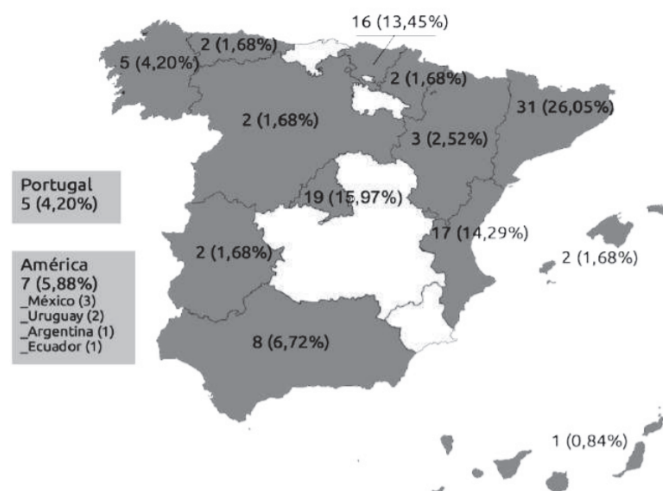 16 (13,45%)
2 (1,68%)
5 (4,20%)
2 (1,68%)
31 (26,05%)
2 (1,68%)
3 (2,52%)
Portugal
5 (4,20%)
19 (15,97%)
17 (14,29%)
2 (1,68%)
2 (1,68%)
América
7 (5,88%)
_México (3)
_Uruguay (2)
_Argentina (1)
_Ecuador (1)
8 (6,72%)
1 (0,84%)